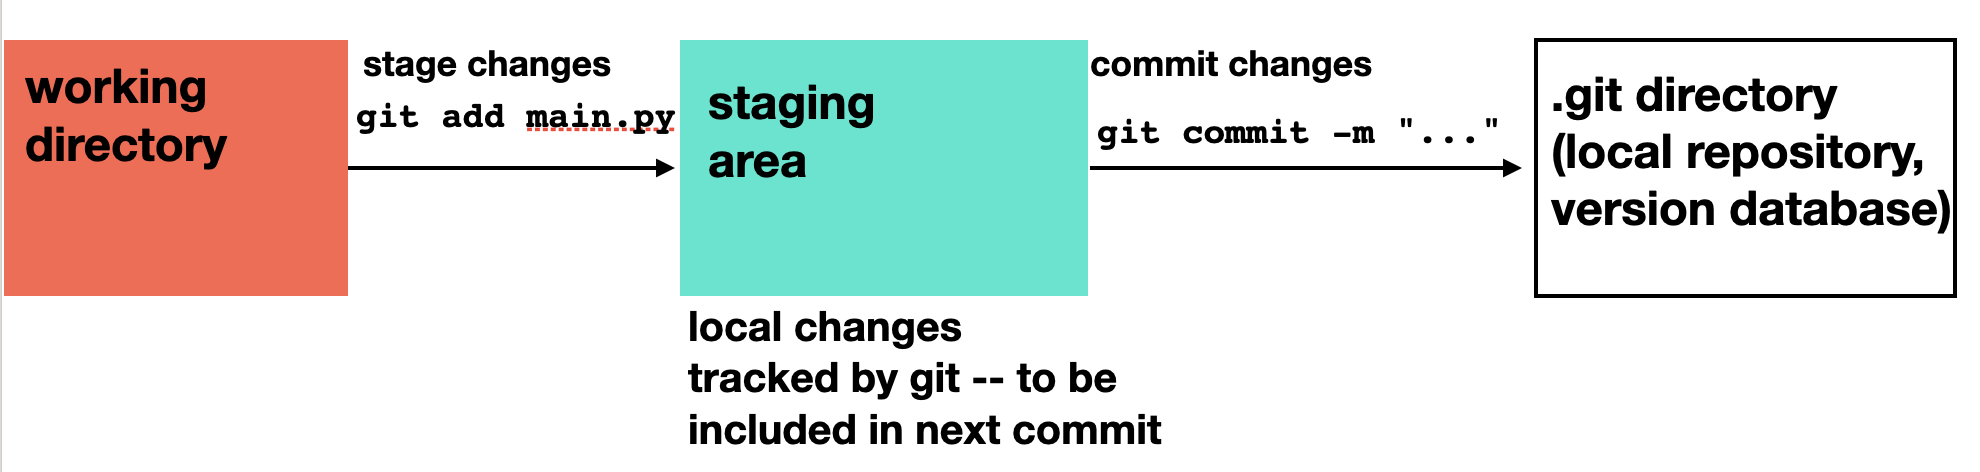 working
directory
stage changes
git add main.py
staging
area
local changes
tracked by git -- to be
included in next commit
commit changes
git commit -m "..."
.git directory
(local repository,
version database)